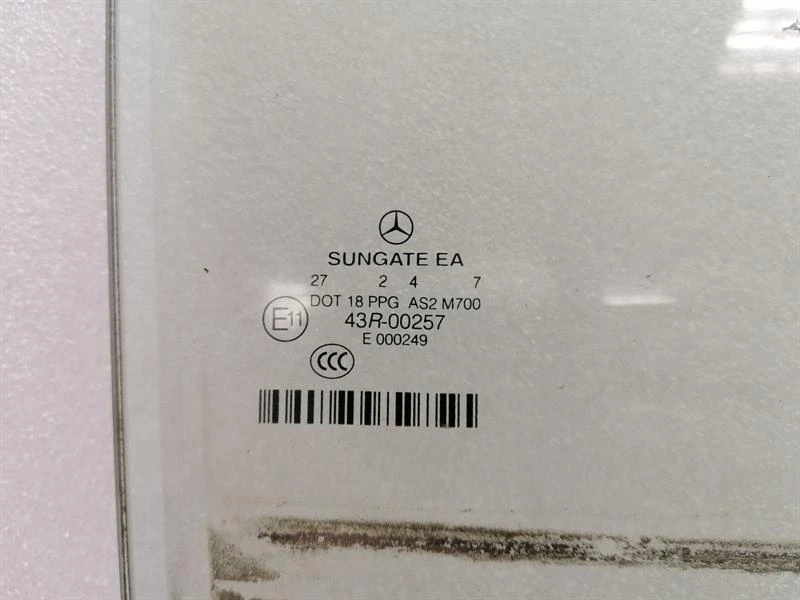 SUNGATE EA
27 2 4 7
DOT 18 PPG AS2 M700
E11
43R-00257
E 000249
CCC